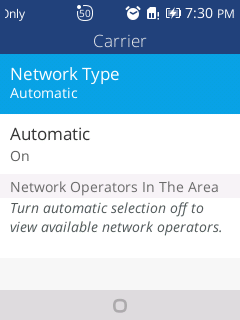 Only
50
7:30 PM
Carrier
Network Type
Automatic
Automatic
On
Network Operators In The Area
Turn automatic selection off to
view available network operators.